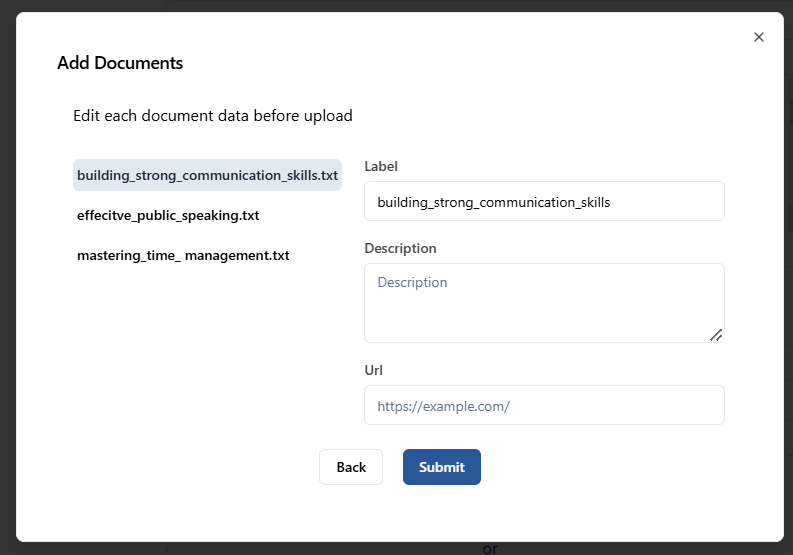 Add Documents
Edit each document data before upload
building_strong_communication_skills.txt
effecitve_public_speaking.txt
mastering_time_ management.txt
Label
building_strong_communication_skills
Description
Description
Url
https://example.com/
Back
Submit
or